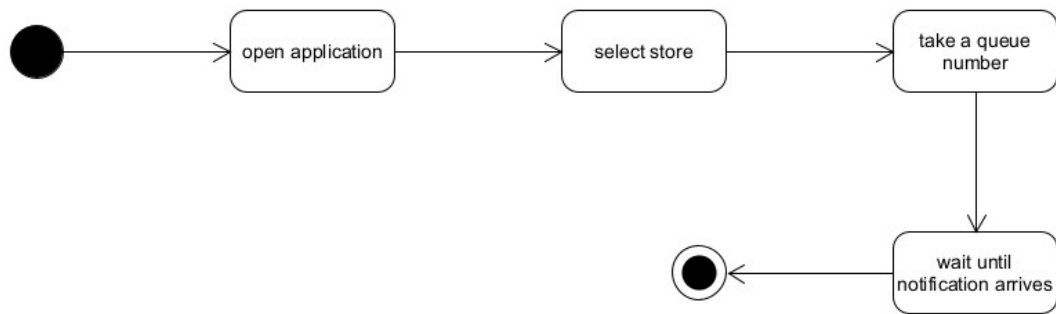 open application
select store
take a queue
number
wait until
notification arrives